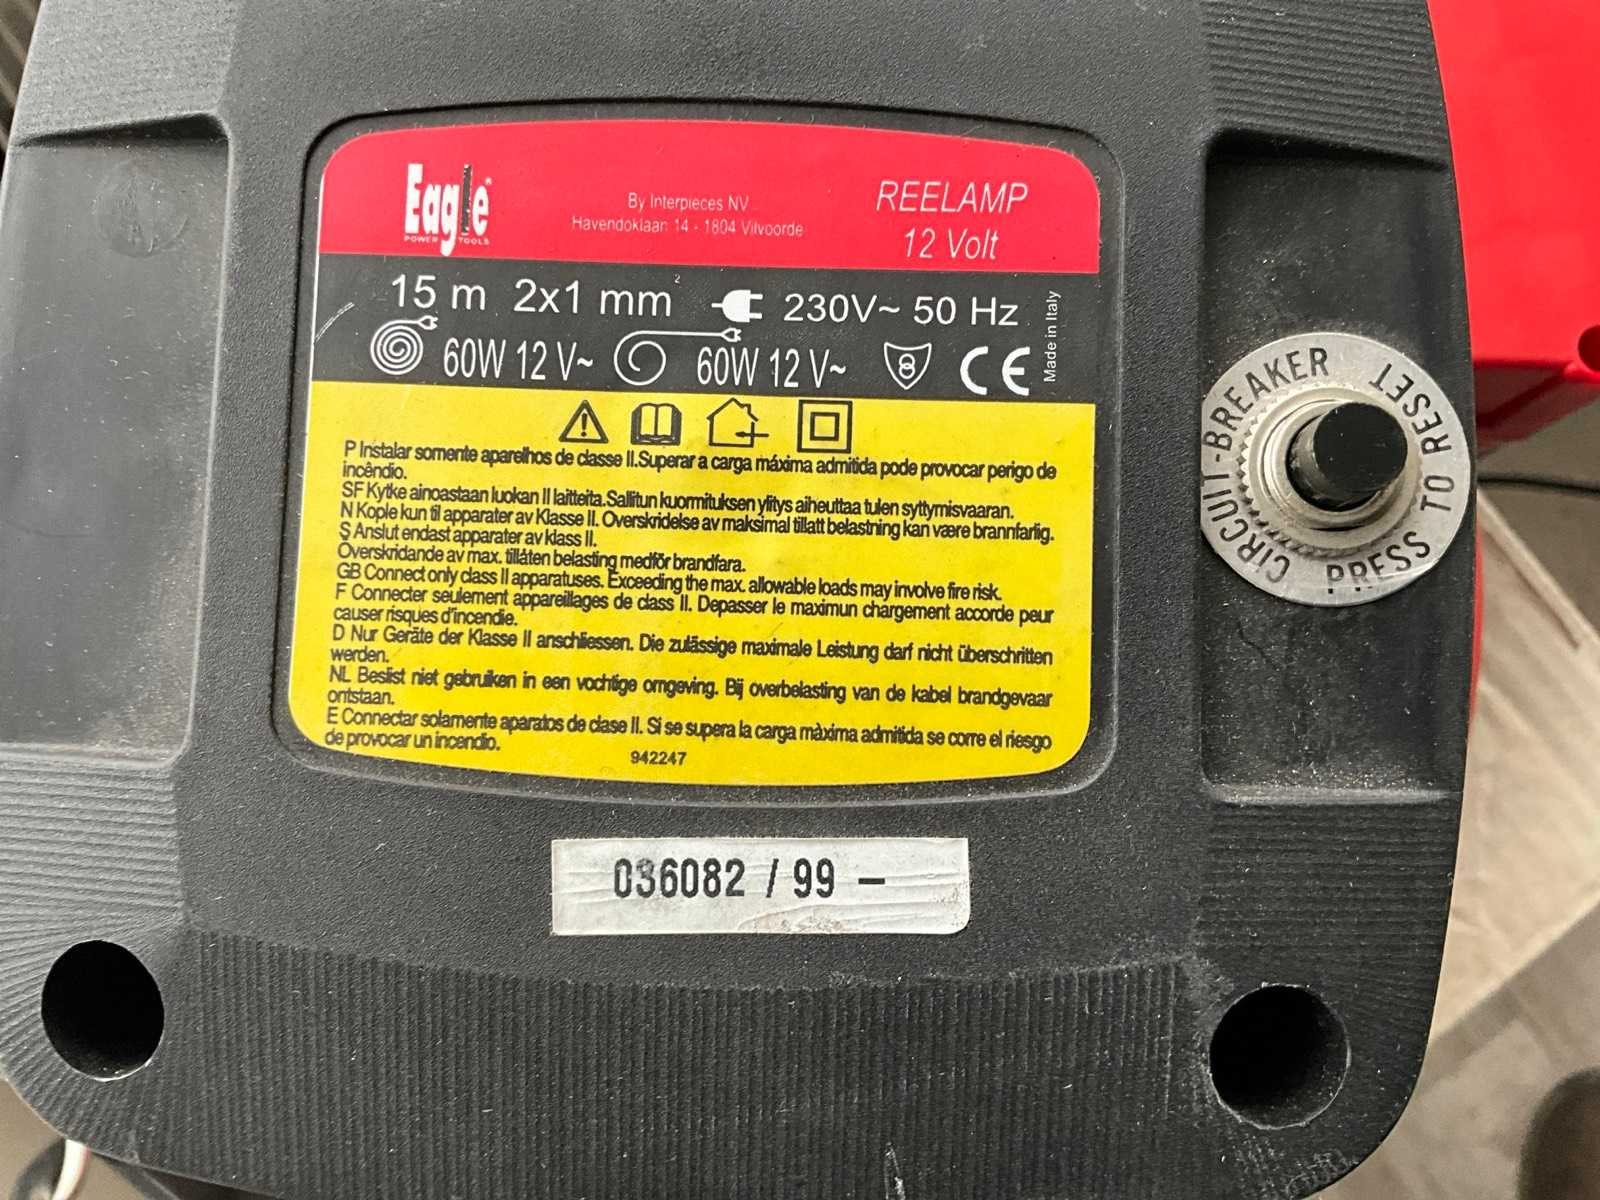 Eagle
POWER TOOLS
By Interpieces NV
Havendoklaan 14 - 1804 Vilvoorde
REELAMP
12 Volt
15 m 2x1 mm² 230V~ 50 Hz
60W 12 V~ 60W 12 V~ CE
Made in Italy
P Instalar somente aparelhos de classe II.Superar a carga máxima admitida pode provocar perigo de
incêndio.
SF Kytke ainoastaan luokan II laitteita.Sallitun kuormituksen ylitys aiheuttaa tulen syttymisvaaran.
N Kople kun til apparater av Klasse II. Overskridelse av maksimal tillatt belastning kan være brannfarlig.
S Anslut endast apparater av klass II.
Överskridande av max. tillåten belasting medför brandfara.
GB Connect only class II apparatuses. Exceeding the max. allowable loads may involve fire risk.
F Connecter seulement appareillages de class II. Depasser le maximun chargement accorde peur
causer risques d'incendie.
D Nur Geräte der Klasse II anschliessen. Die zulässige maximale Leistung darf nicht überschritten
werden.
NL Beslist niet gebruiken in een vochtige omgeving. Bij overbelasting van de kabel brandgevaar
ontstaan.
E Connectar solamente aparatos de clase II. Si se supera la carga màxima admitida se corre el riesgo
de provocar un incendio.
942247
CIRCUIT-BREAKER
PRESS TO RESET
036082 / 99 –